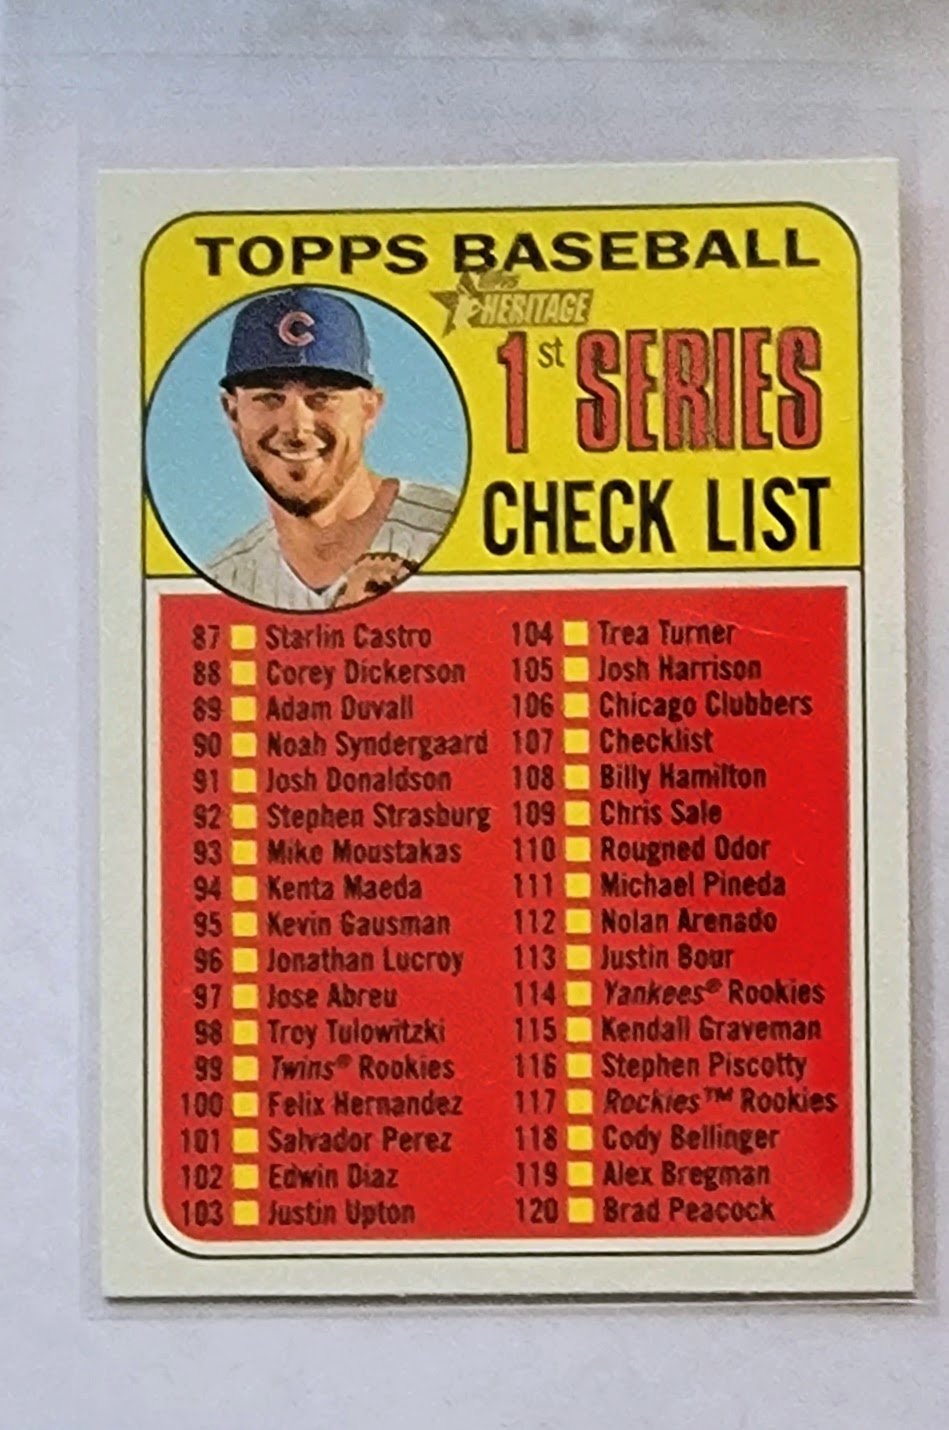 TOPPS BASEBALL
TOPPS
HERITAGE
1st SERIES
CHECK LIST
C
87 Starlin Castro
88 Corey Dickerson
89 Adam Duvall
90 Noah Syndergaard
91 Josh Donaldson
92 Stephen Strasburg
93 Mike Moustakas
94 Kenta Maeda
95 Kevin Gausman
96 Jonathan Lucroy
97 Jose Abreu
98 Troy Tulowitzki
99 Twins® Rookies
100 Felix Hernandez
101 Salvador Perez
102 Edwin Diaz
103 Justin Upton
104 Trea Turner
105 Josh Harrison
106 Chicago Clubbers
107 Checklist
108 Billy Hamilton
109 Chris Sale
110 Rougned Odor
111 Michael Pineda
112 Nolan Arenado
113 Justin Bour
114 Yankees® Rookies
115 Kendall Graveman
116 Stephen Piscotty
117 Rockies™ Rookies
118 Cody Bellinger
119 Alex Bregman
120 Brad Peacock